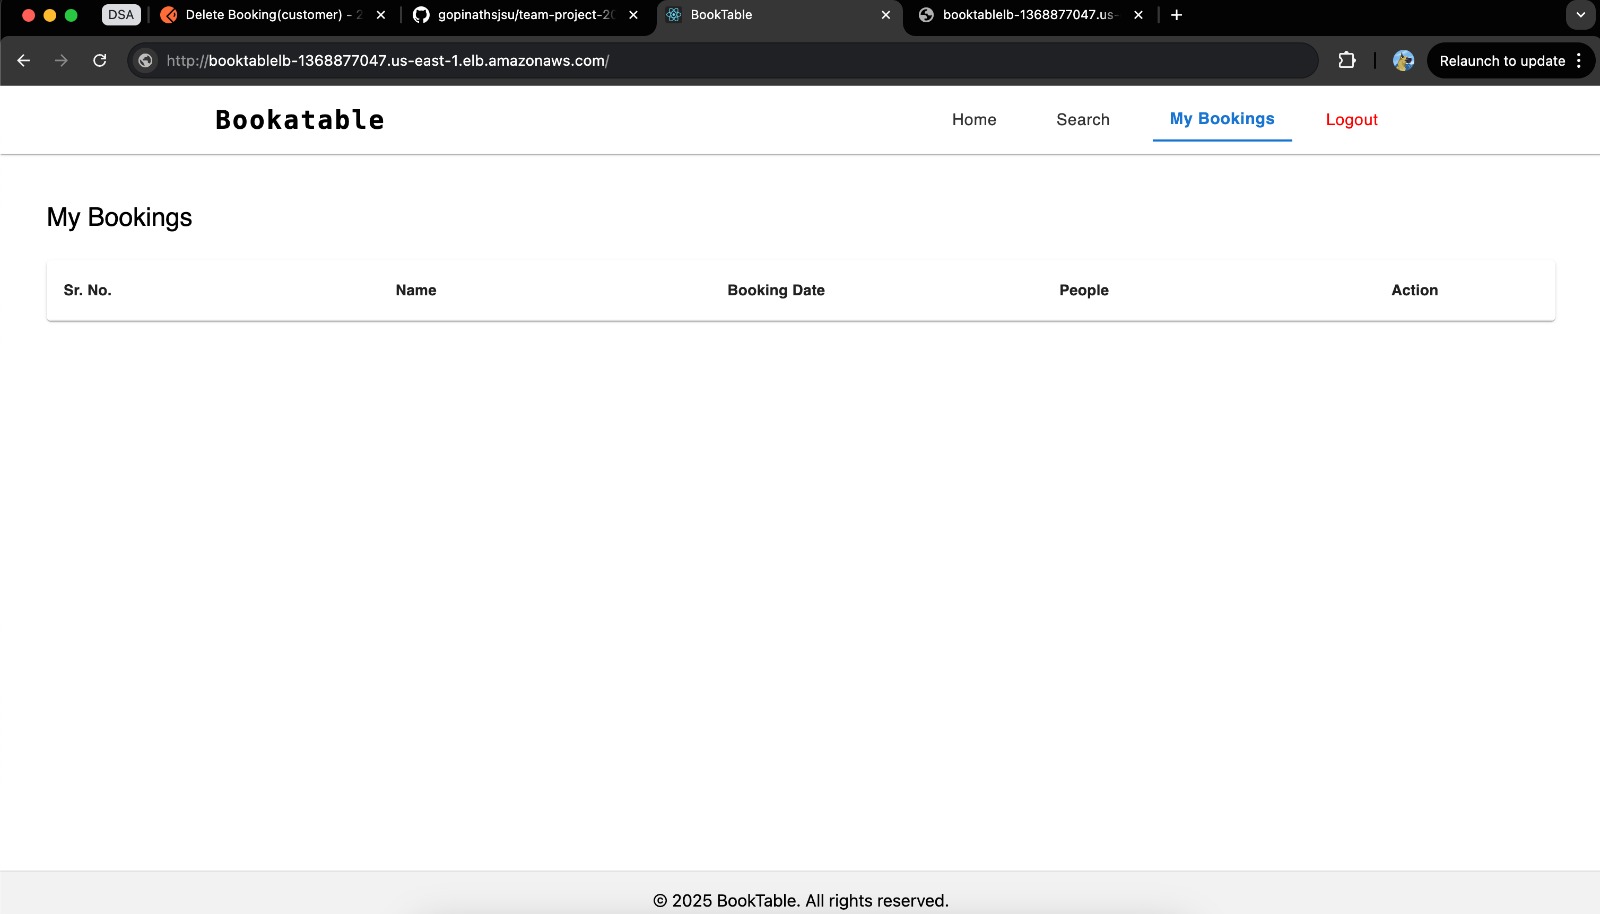 DSA
Delete Booking(customer) - 2
gopinathsjsu/team-project-20
BookTable
booktablelb-1368877047.us-
http://booktablelb-1368877047.us-east-1.elb.amazonaws.com/
Relaunch to update
Bookatable
Home
Search
My Bookings
Logout
My Bookings
Sr. No. Name Booking Date People Action
© 2025 BookTable. All rights reserved.